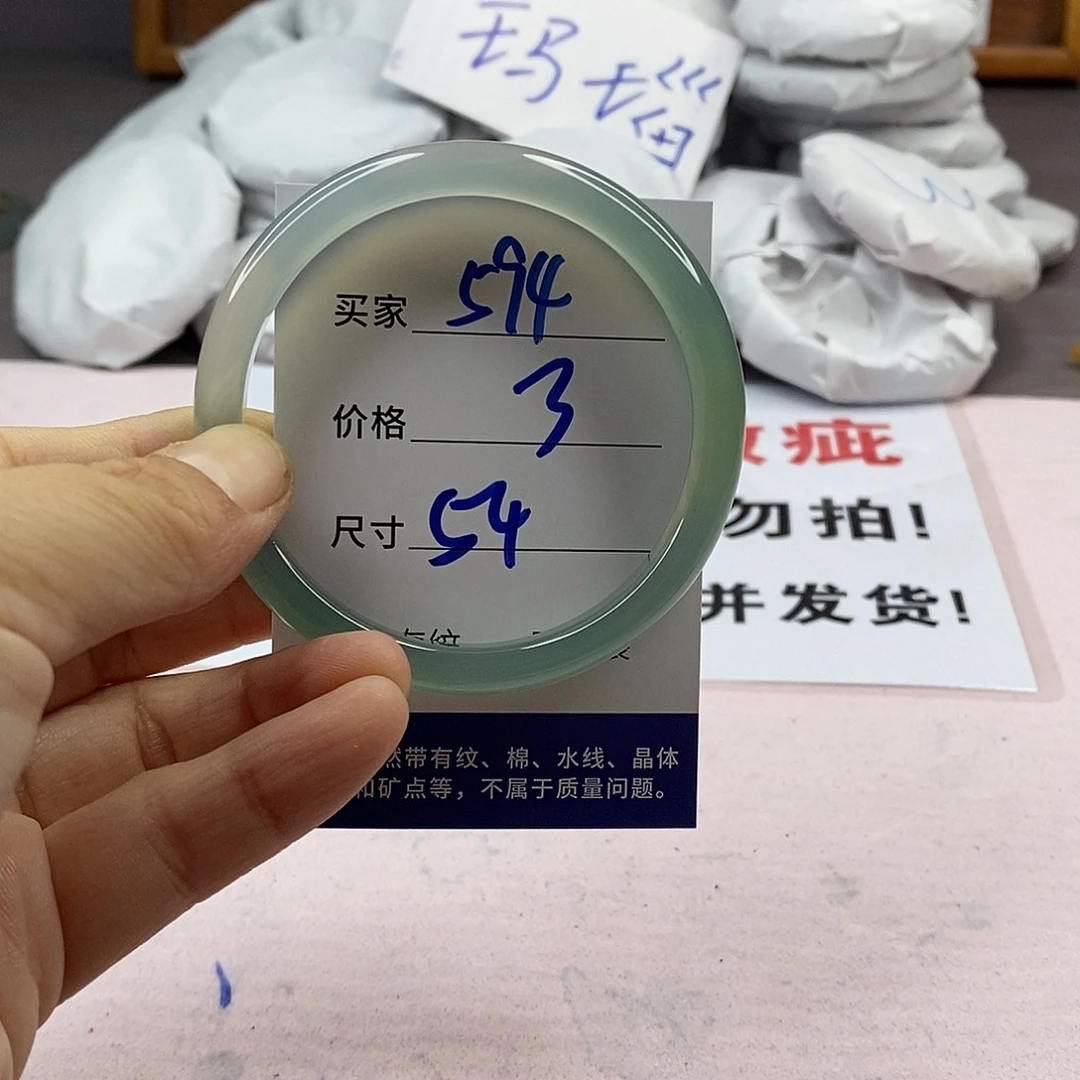 玛瑙
买家 594
价格 3
尺寸 54
疵
勿拍!
并发货!
然带有纹、棉、水线、晶体
和矿点等，不属于质量问题。